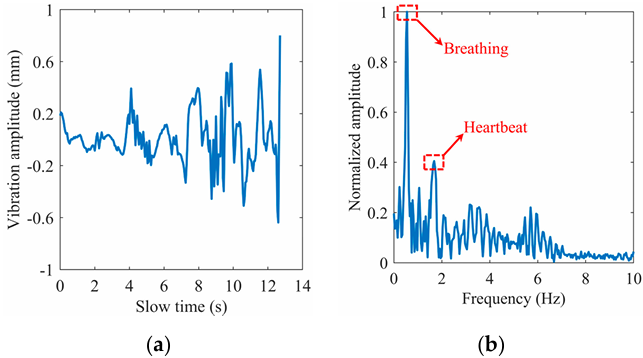 Vibration amplitude (mm)
1
0.6
0.2
-0.2
-0.6
-1
0 2 4 6 8 10 12 14
Slow time (s)
(a)
Normalized amplitude
1
0.8
0.6
0.4
0.2
0
0 2 4 6 8 10
Frequency (Hz)
Breathing
Heartbeat
(b)